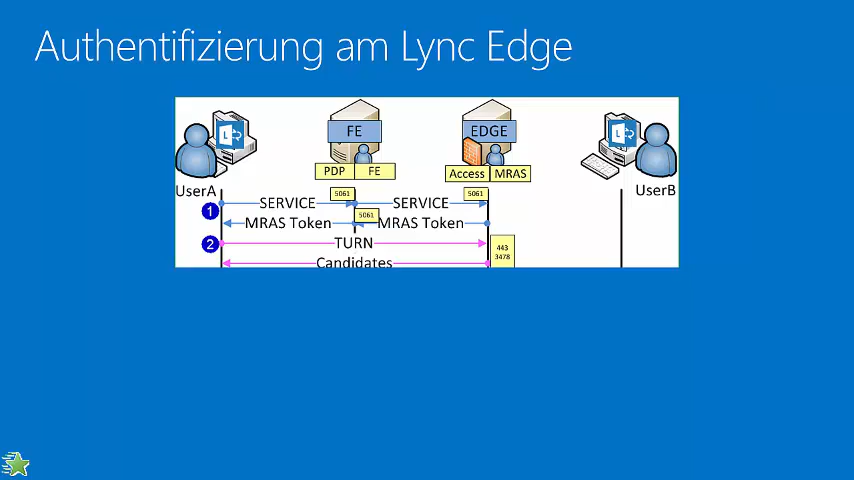 Authentifizierung am Lync Edge
FE
EDGE
L
L
PDP FE
Access MRAS
UserA
UserB
5061
5061
SERVICE SERVICE
1
5061
MRAS Token MRAS Token
2
TURN
443
3478
Candidates